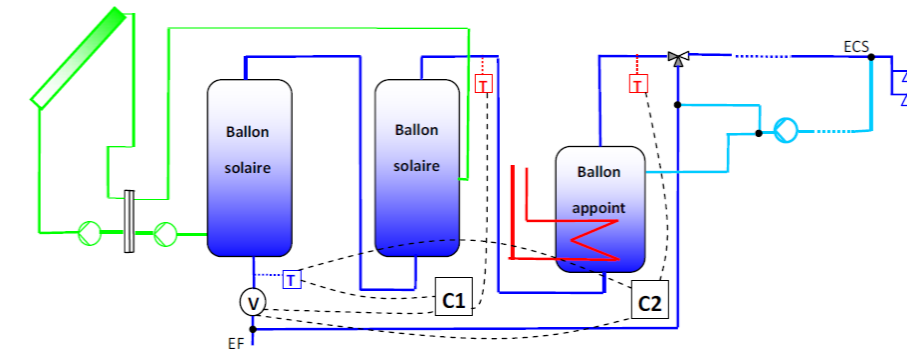 ECS
T
T
Ballon
solaire
Ballon
solaire
Ballon
appoint
T
C1
C2
V
EF